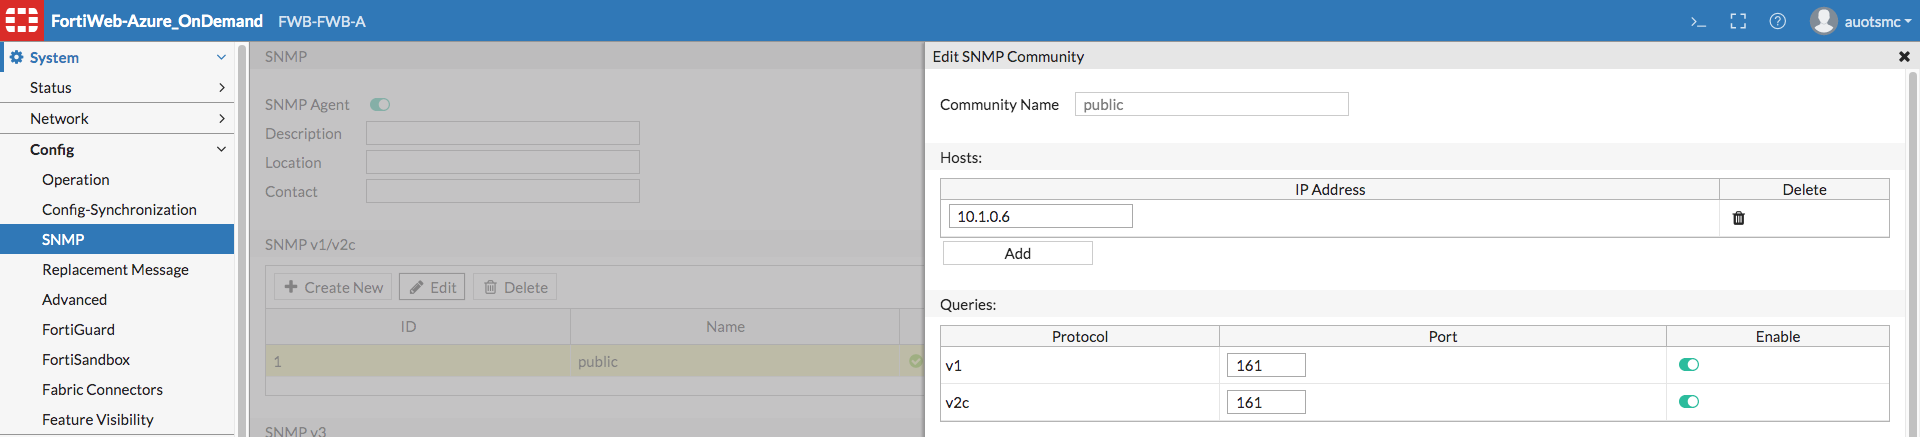 FortiWeb-Azure_OnDemand FWB-FWB-A auotsmc
System
Status
Network
Config
Operation
Config-Synchronization
SNMP
Replacement Message
Advanced
FortiGuard
FortiSandbox
Fabric Connectors
Feature Visibility
SNMP
SNMP Agent
Description
Location
Contact
SNMP v1/v2c
Create New Edit Delete
ID Name
1 public
SNMP v3
Edit SNMP Community
Community Name public
Hosts:
IP Address Delete
10.1.0.6
Add
Queries:
Protocol Port Enable
v1 161
v2c 161